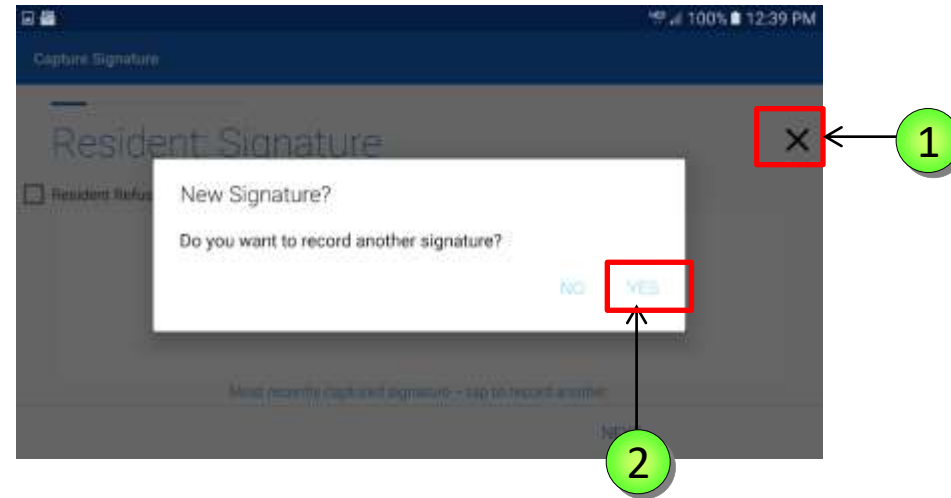 100% 12:39 PM
Capture Signature
Resident: Signature
1
Resident Refus
New Signature?
Do you want to record another signature?
NO YES
Most recently captured signature - tap to record another
NEXT
2